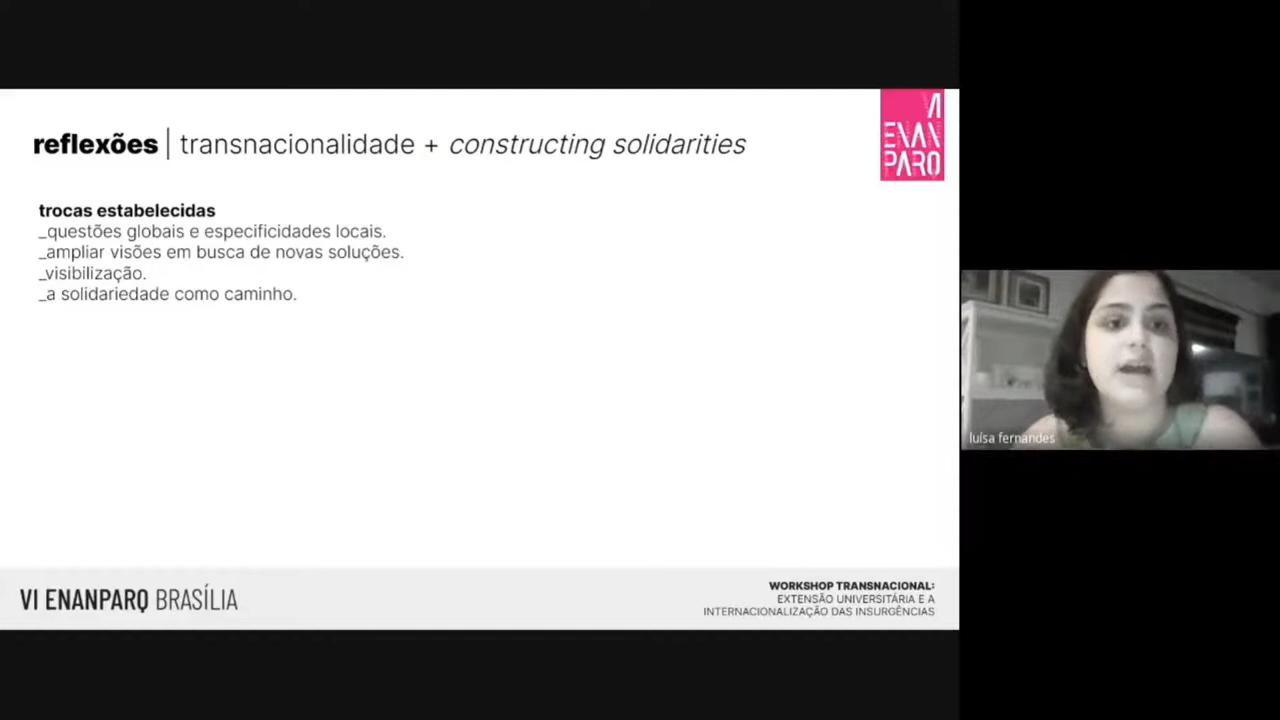 reflexões | transnacionalidade + constructing solidarities
VI
ENAN
PARQ
trocas estabelecidas
_questões globais e especificidades locais.
_ampliar visões em busca de novas soluções.
_visibilização.
_a solidariedade como caminho.
luísa fernandes
VI ENANPARQ BRASÍLIA
WORKSHOP TRANSNACIONAL:
EXTENSÃO UNIVERSITÁRIA E A
INTERNACIONALIZAÇÃO DAS INSURGÊNCIAS